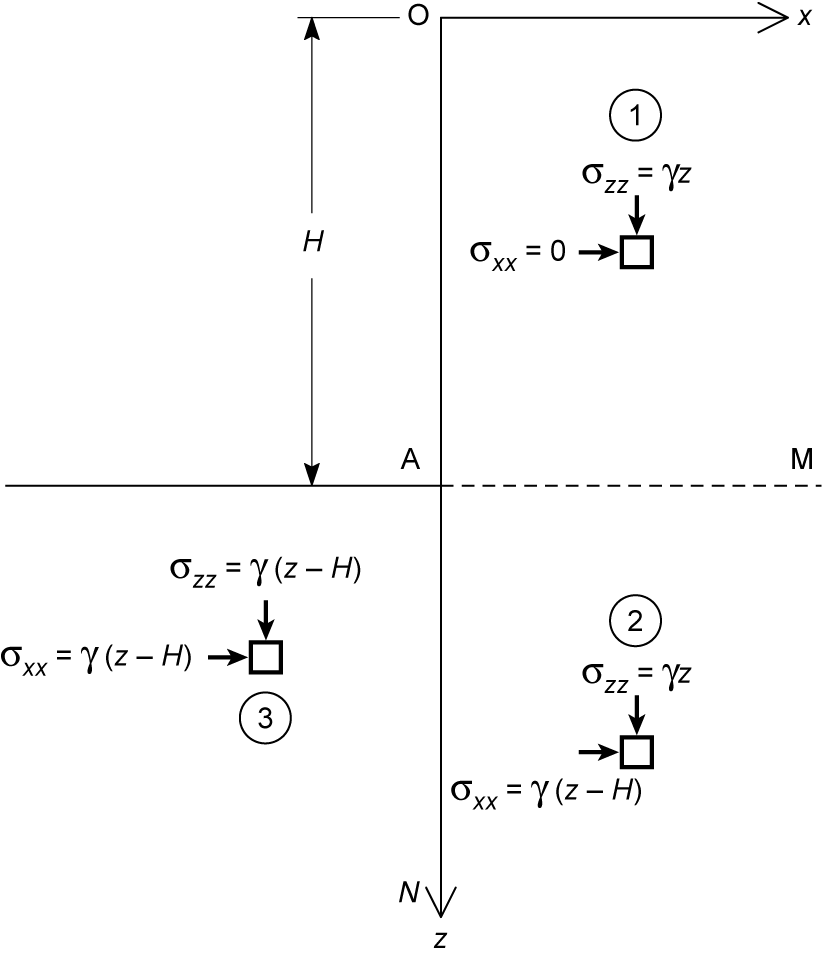 O x
1
σzz = γz
σxx = 0
H
A M
σzz = γ (z – H)
σxx = γ (z – H)
3
2
σzz = γz
σxx = γ (z – H)
N
z